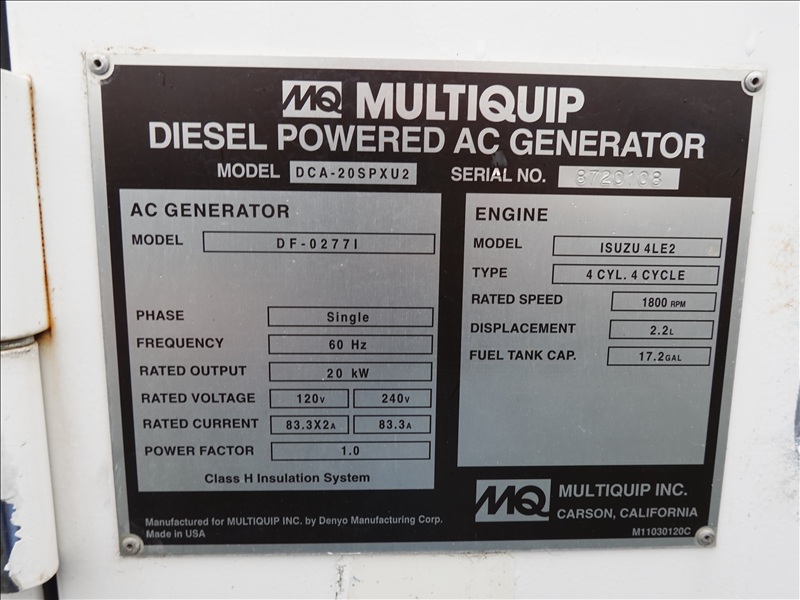 MQ MULTIQUIP
DIESEL POWERED AC GENERATOR
MODEL DCA-20SPXU2 SERIAL NO. 8720108
AC GENERATOR
MODEL DF-0277I
PHASE Single
FREQUENCY 60 Hz
RATED OUTPUT 20 kW
RATED VOLTAGE 120V 240V
RATED CURRENT 83.3X2A 83.3A
POWER FACTOR 1.0
Class H Insulation System
ENGINE
MODEL ISUZU 4LE2
TYPE 4 CYL. 4 CYCLE
RATED SPEED 1800 RPM
DISPLACEMENT 2.2L
FUEL TANK CAP. 17.2GAL
Manufactured for MULTIQUIP INC. by Denyo Manufacturing Corp.
Made in USA
MQ MULTIQUIP INC.
CARSON, CALIFORNIA
M11030120C